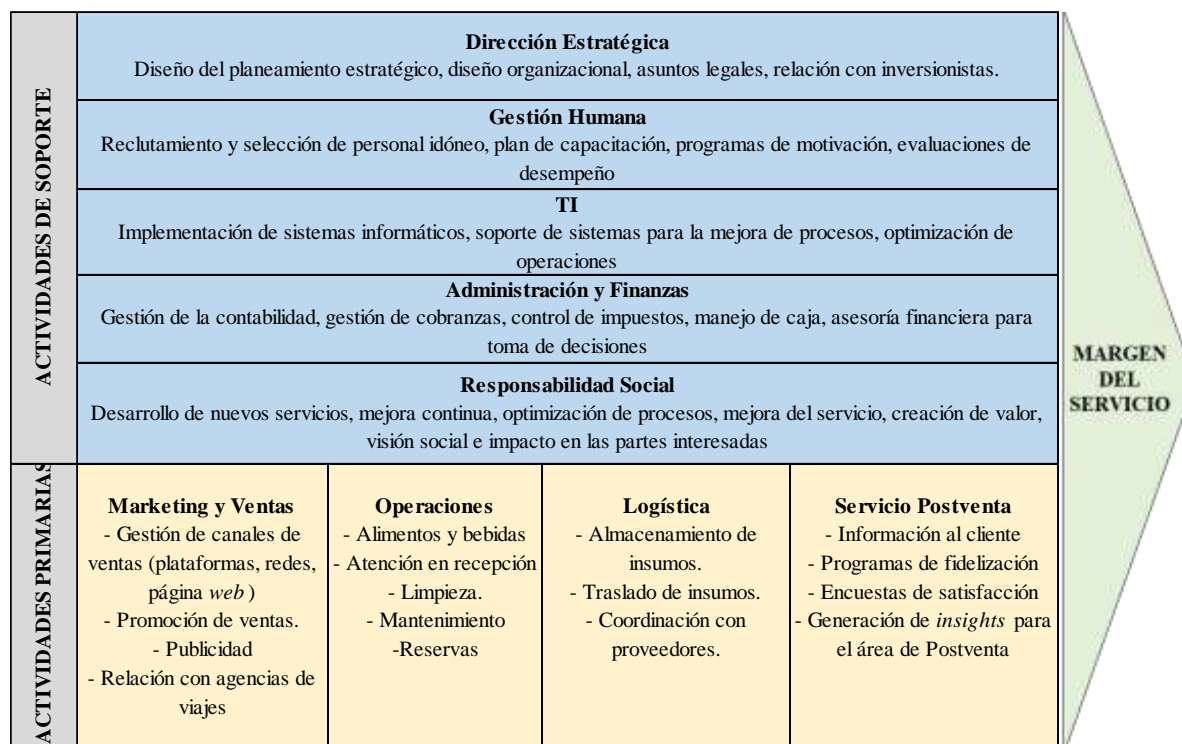 ACTIVIDADES DE SOPORTE
Dirección Estratégica
Diseño del planeamiento estratégico, diseño organizacional, asuntos legales, relación con inversionistas.
Gestión Humana
Reclutamiento y selección de personal idóneo, plan de capacitación, programas de motivación, evaluaciones de
desempeño
TI
Implementación de sistemas informáticos, soporte de sistemas para la mejora de procesos, optimización de
operaciones
Administración y Finanzas
Gestión de la contabilidad, gestión de cobranzas, control de impuestos, manejo de caja, asesoría financiera para
toma de decisiones
Responsabilidad Social
Desarrollo de nuevos servicios, mejora continua, optimización de procesos, mejora del servicio, creación de valor,
visión social e impacto en las partes interesadas
ACTIVIDADES PRIMARIAS
Marketing y Ventas
- Gestión de canales de
ventas (plataformas, redes,
página web )
- Promoción de ventas.
- Publicidad
- Relación con agencias de
viajes
Operaciones
- Alimentos y bebidas
- Atención en recepción
- Limpieza.
- Mantenimiento
-Reservas
Logística
- Almacenamiento de
insumos.
- Traslado de insumos.
- Coordinación con
proveedores.
Servicio Postventa
- Información al cliente
- Programas de fidelización
- Encuestas de satisfacción
- Generación de insights para
el área de Postventa
MARGEN
DEL
SERVICIO